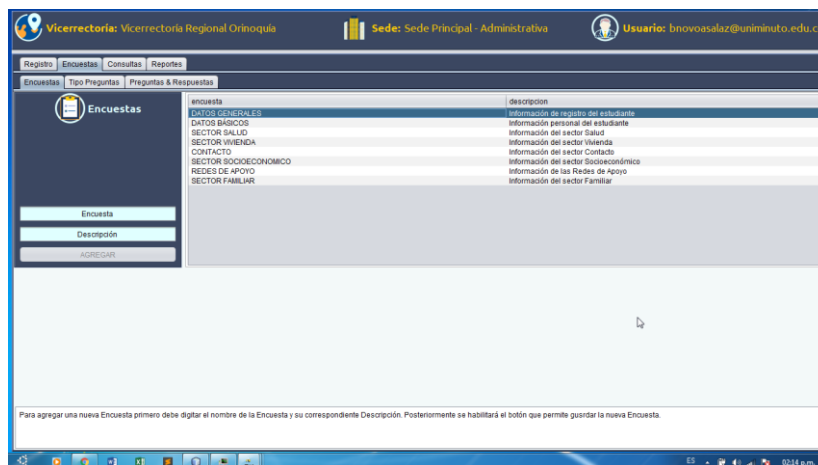 Vicerrectoría: Vicerrectoría Regional Orinoquía Sede: Sede Principal - Administrativa Usuario: bnovoasalaz@uniminuto.edu.c
Registro Encuestas Consultas Reportes
Encuestas Tipo Preguntas Preguntas & Respuestas
Encuestas
encuesta descripcion
DATOS GENERALES Información de registro del estudiante
DATOS BÁSICOS Información personal del estudiante
SECTOR SALUD Información del sector Salud
SECTOR VIVIENDA Información del sector Vivienda
CONTACTO Información del sector Contacto
SECTOR SOCIOECONOMICO Información del sector Socioeconómico
REDES DE APOYO Información de las Redes de Apoyo
SECTOR FAMILIAR Información del sector Familiar
Encuesta
Descripción
AGREGAR
Para agregar una nueva Encuesta primero debe digitar el nombre de la Encuesta y su correspondiente Descripción. Posteriormente se habilitará el botón que permite gusrdar la nueva Encuesta.
ES 02:14 p.m.